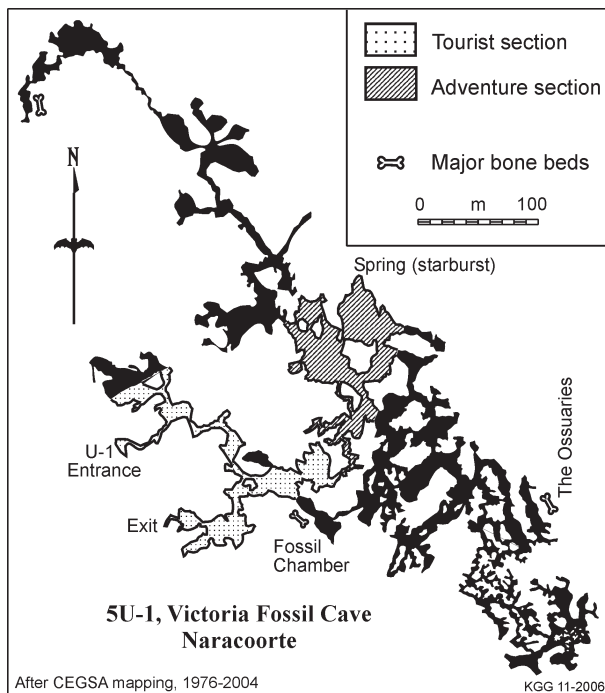 Tourist section
Adventure section
Major bone beds
0 m 100
N
Spring (starburst)
U-1
Entrance
The Ossuaries
Exit
Fossil
Chamber
5U-1, Victoria Fossil Cave
Naracoorte
After CEGSA mapping, 1976-2004
KGG 11-2006